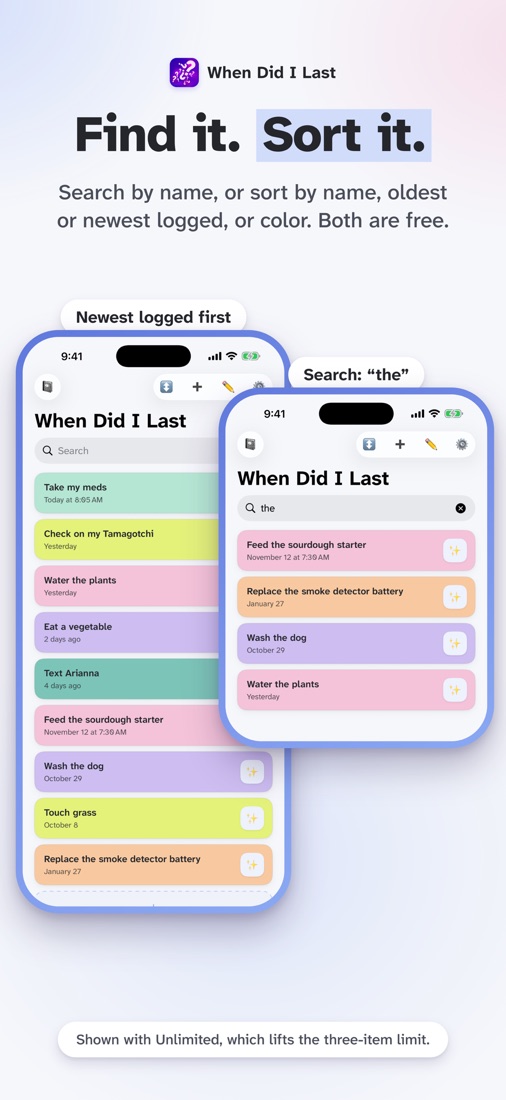 When Did I Last
Find it. Sort it.
Search by name, or sort by name, oldest
or newest logged, or color. Both are free.
Newest logged first
9:41
When Did I Last
Search
Take my meds
Today at 8:05 AM
Check on my Tamagotchi
Yesterday
Water the plants
Yesterday
Eat a vegetable
2 days ago
Text Arianna
4 days ago
Feed the sourdough starter
November 12 at 7:30 AM
Wash the dog
October 29
Touch grass
October 8
Replace the smoke detector battery
January 27
Search: “the”
9:41
When Did I Last
the
Feed the sourdough starter
November 12 at 7:30 AM
Replace the smoke detector battery
January 27
Wash the dog
October 29
Water the plants
Yesterday
Shown with Unlimited, which lifts the three-item limit.